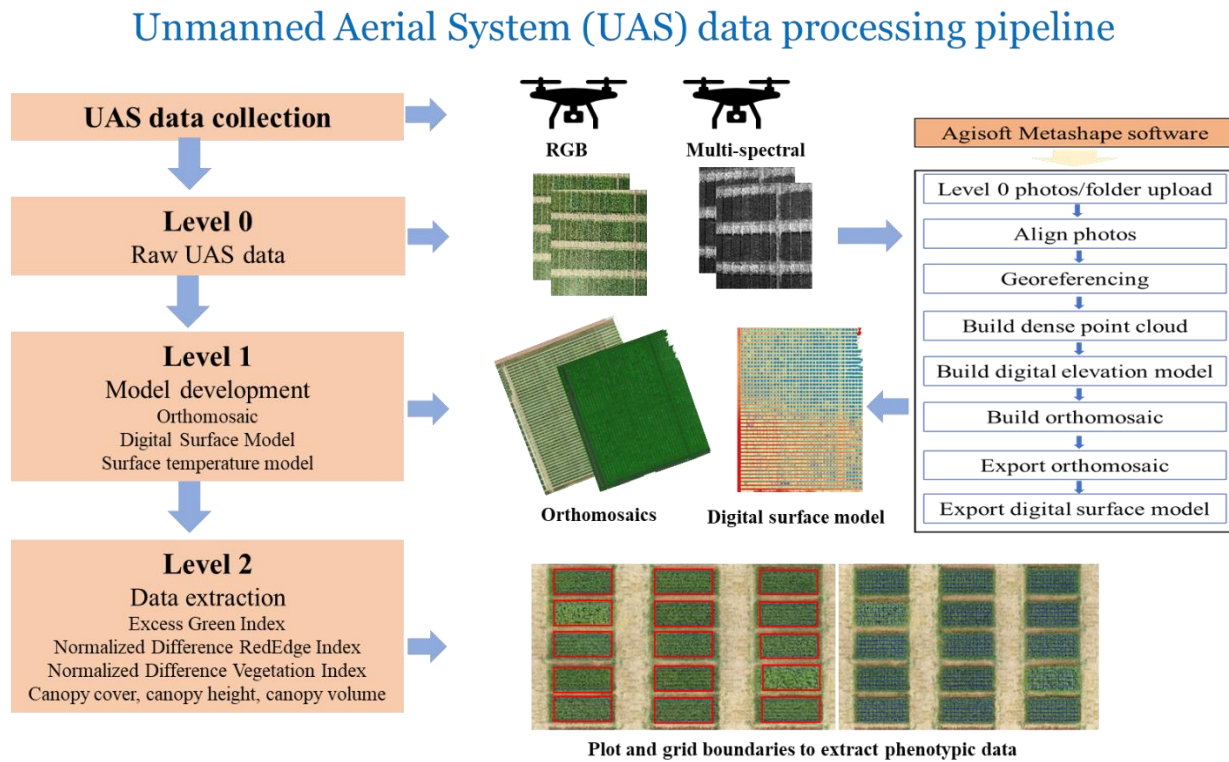 Unmanned Aerial System (UAS) data processing pipeline
UAS data collection
RGB
Multi-spectral
Level 0
Raw UAS data
Level 1
Model development
Orthomosaic
Digital Surface Model
Surface temperature model
Orthomosaics
Digital surface model
Agisoft Metashape software
Level 0 photos/folder upload
Align photos
Georeferencing
Build dense point cloud
Build digital elevation model
Build orthomosaic
Export orthomosaic
Export digital surface model
Level 2
Data extraction
Excess Green Index
Normalized Difference RedEdge Index
Normalized Difference Vegetation Index
Canopy cover, canopy height, canopy volume
Plot and grid boundaries to extract phenotypic data